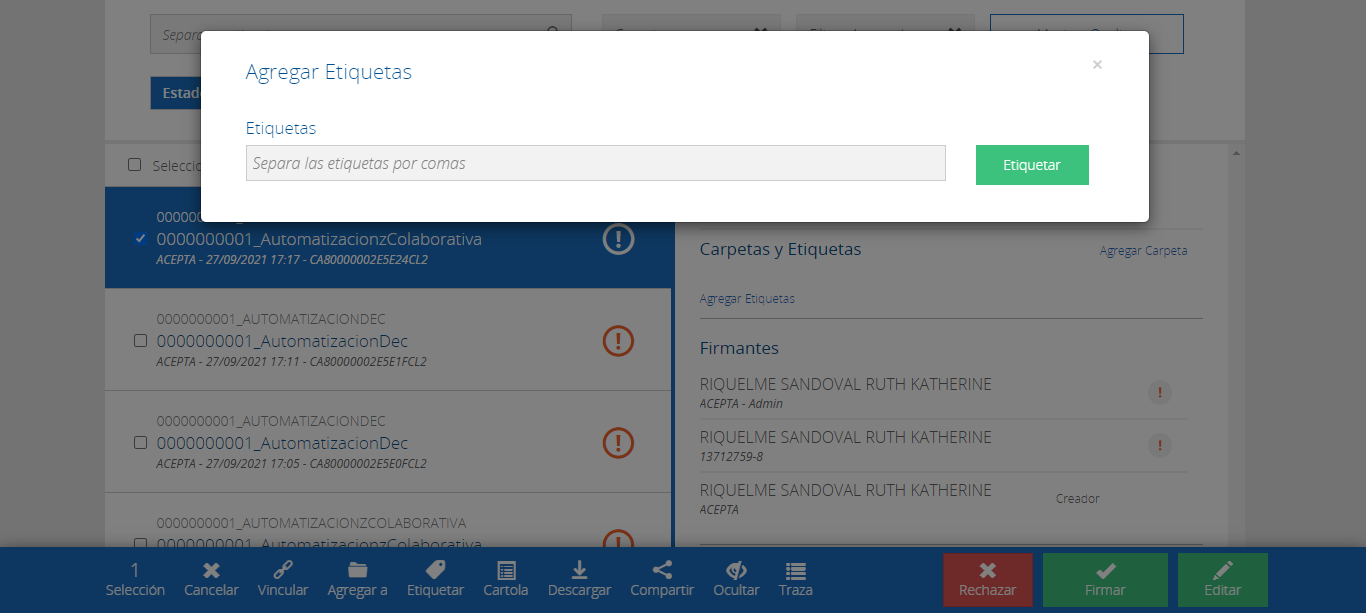 Agregar Etiquetas
×
Etiquetas
Separa las etiquetas por comas
Etiquetar
0000000001_AutomatizacionzColaborativa
ACEPTA - 27/09/2021 17:17 - CA80000002E5E24CL2
0000000001_AUTOMATIZACIONDEC
0000000001_AutomatizacionDec
ACEPTA - 27/09/2021 17:11 - CA80000002E5E1FCL2
0000000001_AUTOMATIZACIONDEC
0000000001_AutomatizacionDec
ACEPTA - 27/09/2021 17:05 - CA80000002E5E0FCL2
0000000001_AUTOMATIZACIONZCOLABORATIVA
0000000001_AutomatizacionzColaborativa
Carpetas y Etiquetas
Agregar Carpeta
Agregar Etiquetas
Firmantes
RIQUELME SANDOVAL RUTH KATHERINE
ACEPTA - Admin
RIQUELME SANDOVAL RUTH KATHERINE
13712759-8
RIQUELME SANDOVAL RUTH KATHERINE
Creador
ACEPTA
1
Selección
Cancelar
Vincular
Agregar a
Etiquetar
Cartola
Descargar
Compartir
Ocultar
Traza
Rechazar
Firmar
Editar